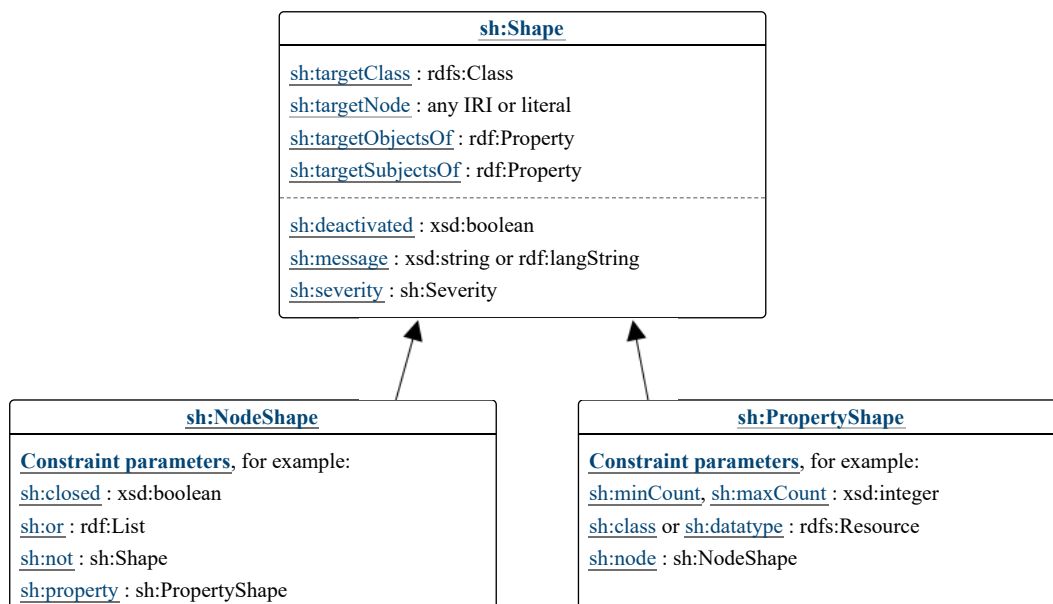 sh:Shape
sh:targetClass : rdfs:Class
sh:targetNode : any IRI or literal
sh:targetObjectsOf : rdf:Property
sh:targetSubjectsOf : rdf:Property
sh:deactivated : xsd:boolean
sh:message : xsd:string or rdf:langString
sh:severity : sh:Severity
sh:NodeShape
Constraint parameters, for example:
sh:closed : xsd:boolean
sh:or : rdf:List
sh:not : sh:Shape
sh:property : sh:PropertyShape
sh:PropertyShape
Constraint parameters, for example:
sh:minCount, sh:maxCount : xsd:integer
sh:class or sh:datatype : rdfs:Resource
sh:node : sh:NodeShape